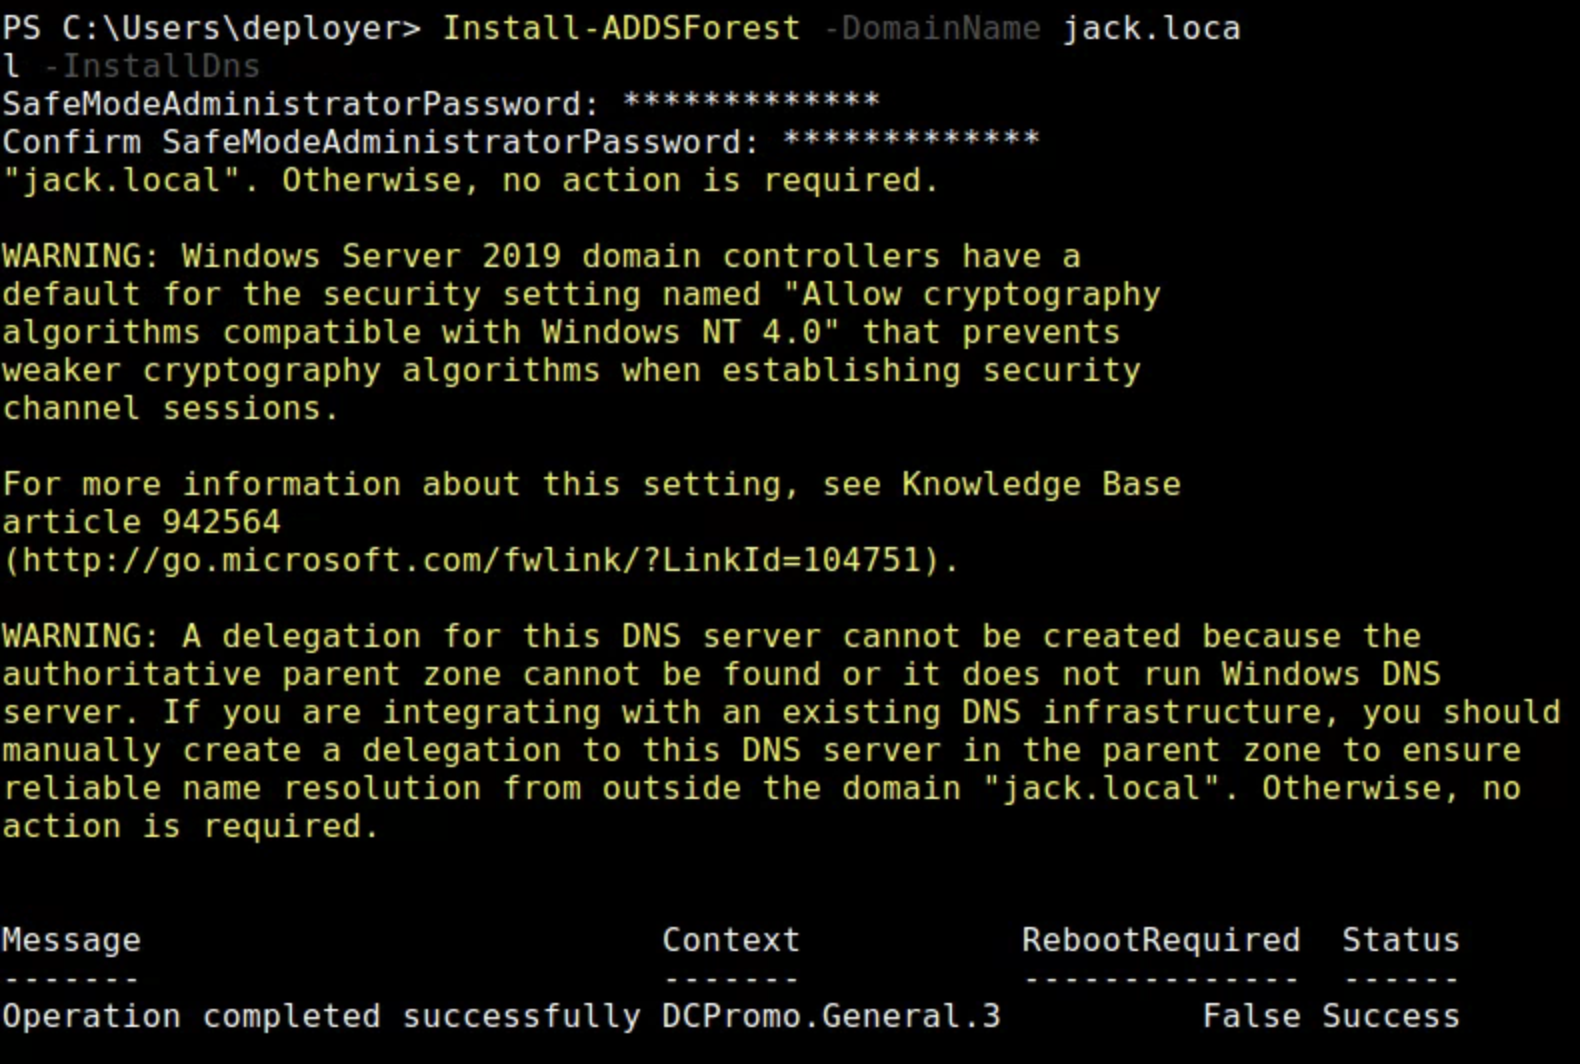 PS C:\Users\deployer> Install-ADDSForest -DomainName jack.loca
l -InstallDns
SafeModeAdministratorPassword: *************
Confirm SafeModeAdministratorPassword: *************
"jack.local". Otherwise, no action is required.
WARNING: Windows Server 2019 domain controllers have a
default for the security setting named "Allow cryptography
algorithms compatible with Windows NT 4.0" that prevents
weaker cryptography algorithms when establishing security
channel sessions.
For more information about this setting, see Knowledge Base
article 942564
(http://go.microsoft.com/fwlink/?LinkId=104751).
WARNING: A delegation for this DNS server cannot be created because the
authoritative parent zone cannot be found or it does not run Windows DNS
server. If you are integrating with an existing DNS infrastructure, you should
manually create a delegation to this DNS server in the parent zone to ensure
reliable name resolution from outside the domain "jack.local". Otherwise, no
action is required.
Message                          Context           RebootRequired  Status
-------                          -------           --------------  ------
Operation completed successfully DCPromo.General.3          False Success